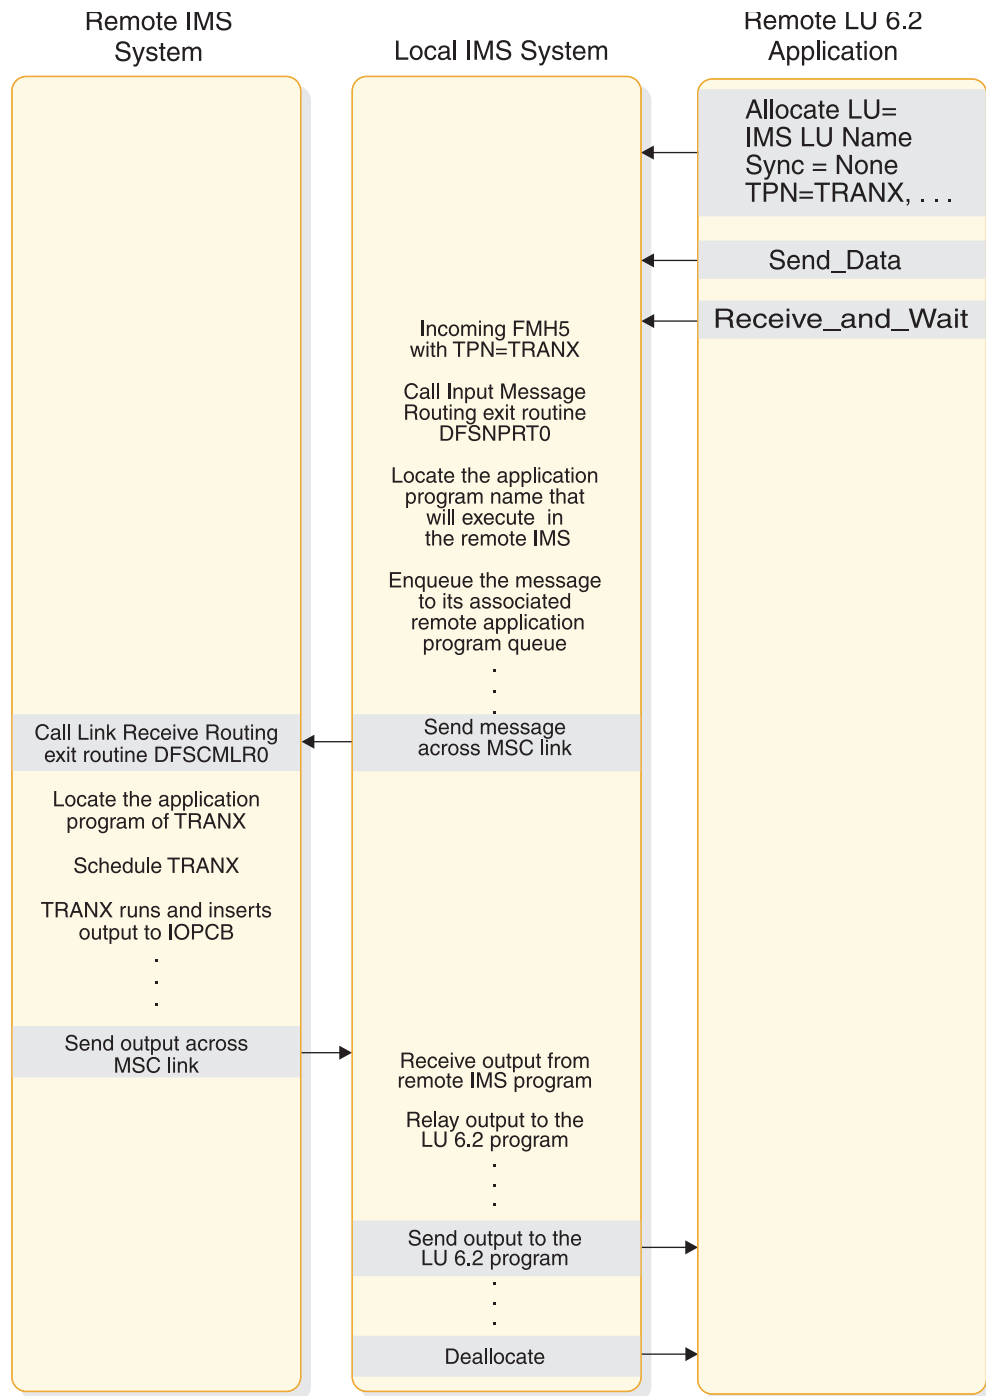 Remote IMS
System
Local IMS System
Remote LU 6.2
Application
Allocate LU=
IMS LU Name
Sync = None
TPN=TRANX, . . .
Send_Data
Receive_and_Wait
Incoming FMH5
with TPN=TRANX
Call Input Message
Routing exit routine
DFSNPRT0
Locate the application
program name that
will execute in
the remote IMS
Enqueue the message
to its associated
remote application
program queue
.
.
.
Send message
across MSC link
Call Link Receive Routing
exit routine DFSCMLR0
Locate the application
program of TRANX
Schedule TRANX
TRANX runs and inserts
output to IOPCB
.
.
.
Send output across
MSC link
Receive output from
remote IMS program
Relay output to the
LU 6.2 program
.
.
.
Send output to the
LU 6.2 program
.
.
.
Deallocate